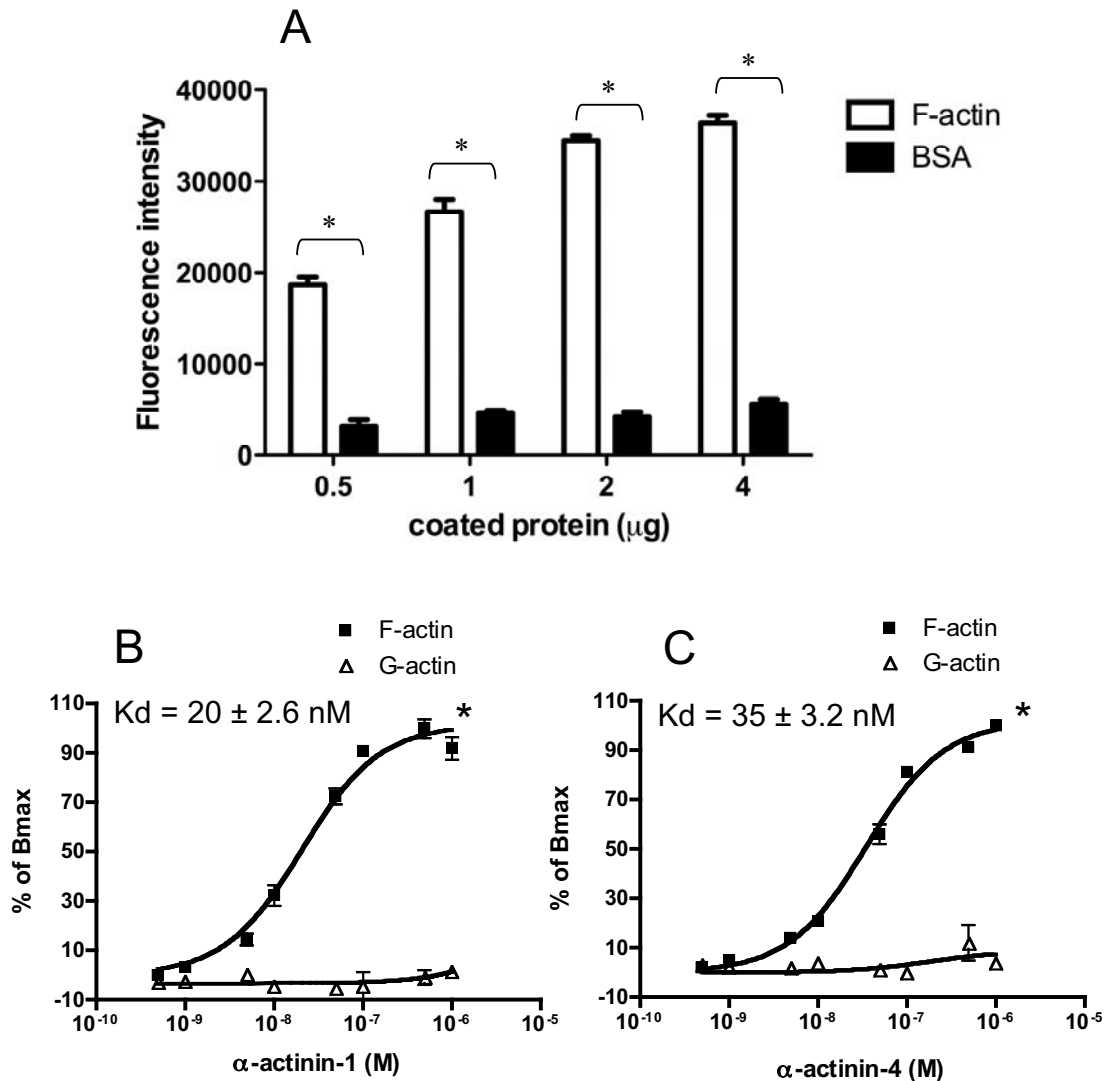 A
40000
30000
20000
10000
0
Fluorescence intensity
* * * *
F-actin
BSA
0.5 1 2 4
coated protein (μg)
B
F-actin
G-actin
Kd = 20 ± 2.6 nM
*
110
90
70
50
30
10
-10
% of Bmax
10-10 10-9 10-8 10-7 10-6 10-5
α-actinin-1 (M)
C
F-actin
G-actin
Kd = 35 ± 3.2 nM
*
110
90
70
50
30
10
-10
% of Bmax
10-10 10-9 10-8 10-7 10-6 10-5
α-actinin-4 (M)